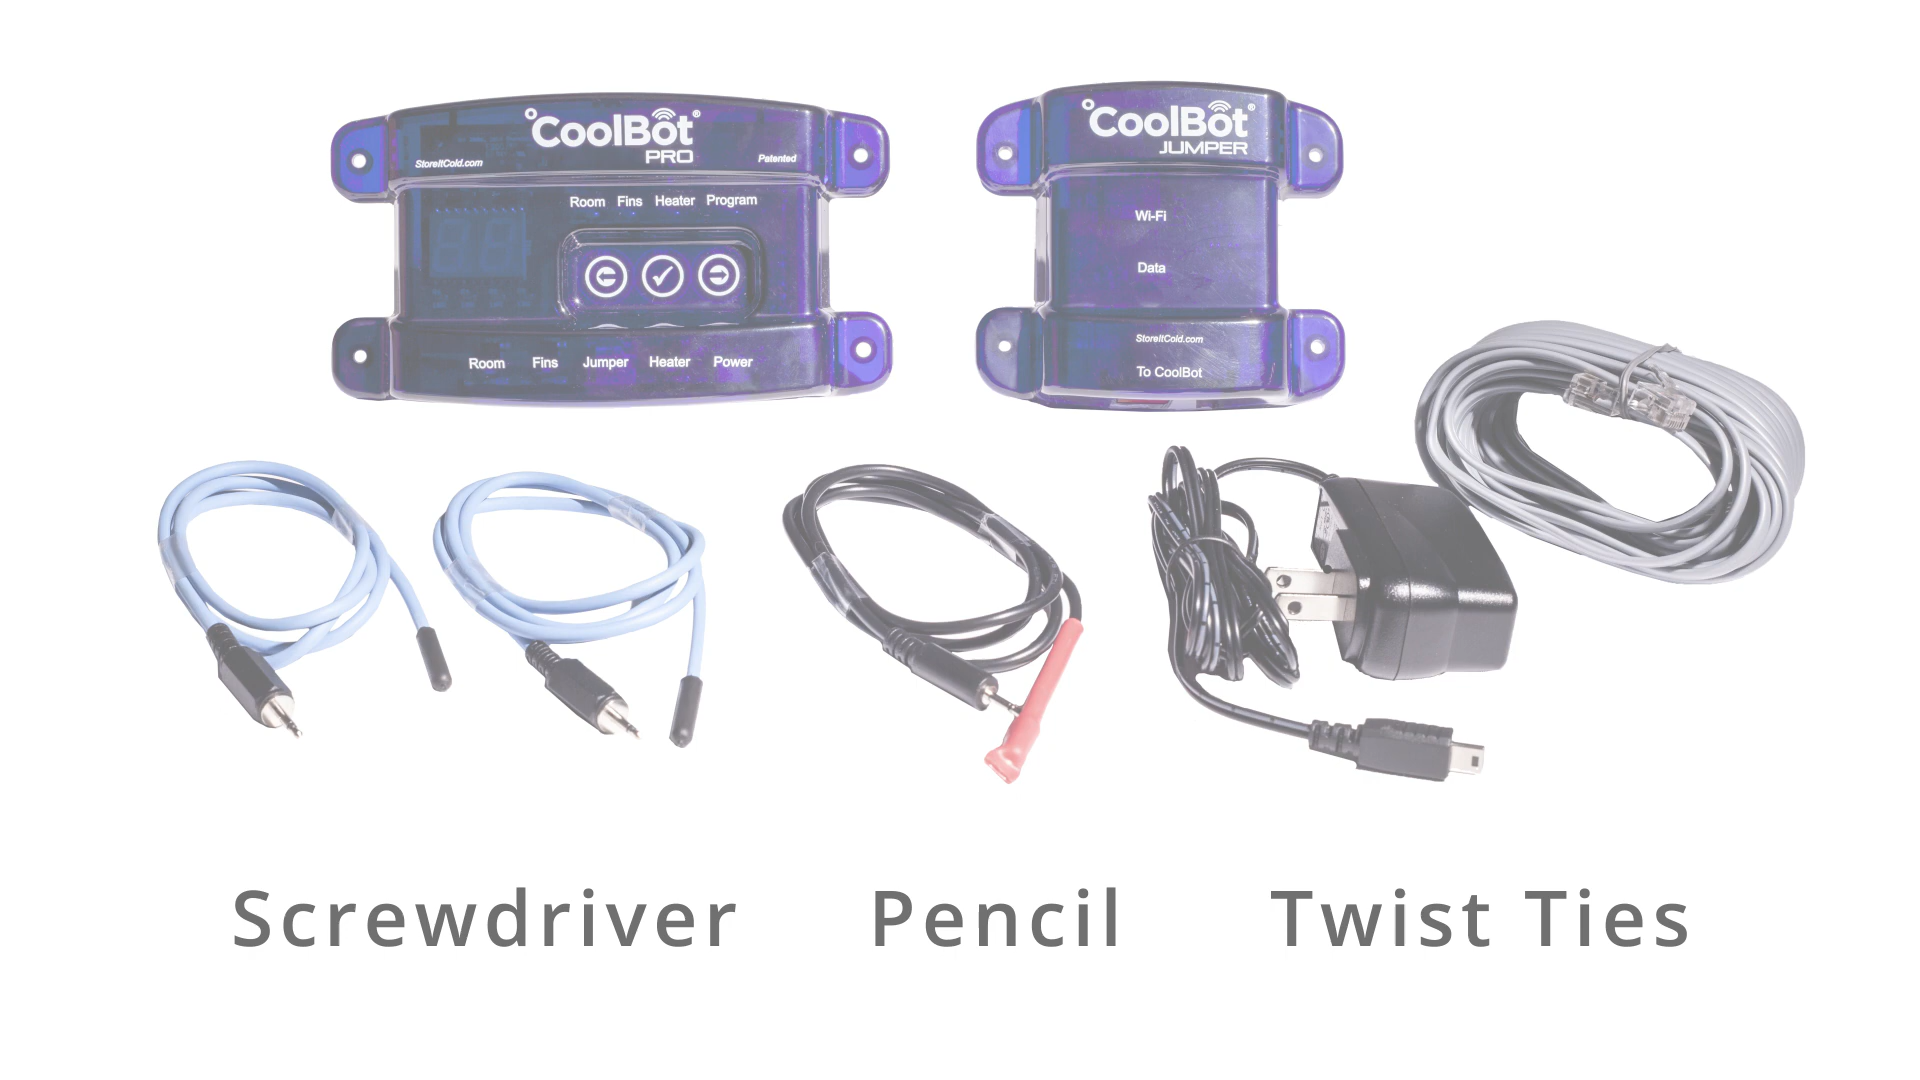 °CoolBot®
PRO
StoreItCold.com
Patented
Room Fins Heater Program
88
Room Fins Jumper Heater Power
°CoolBot®
JUMPER
Wi-Fi
Data
StoreItCold.com
To CoolBot
Screwdriver Pencil Twist Ties